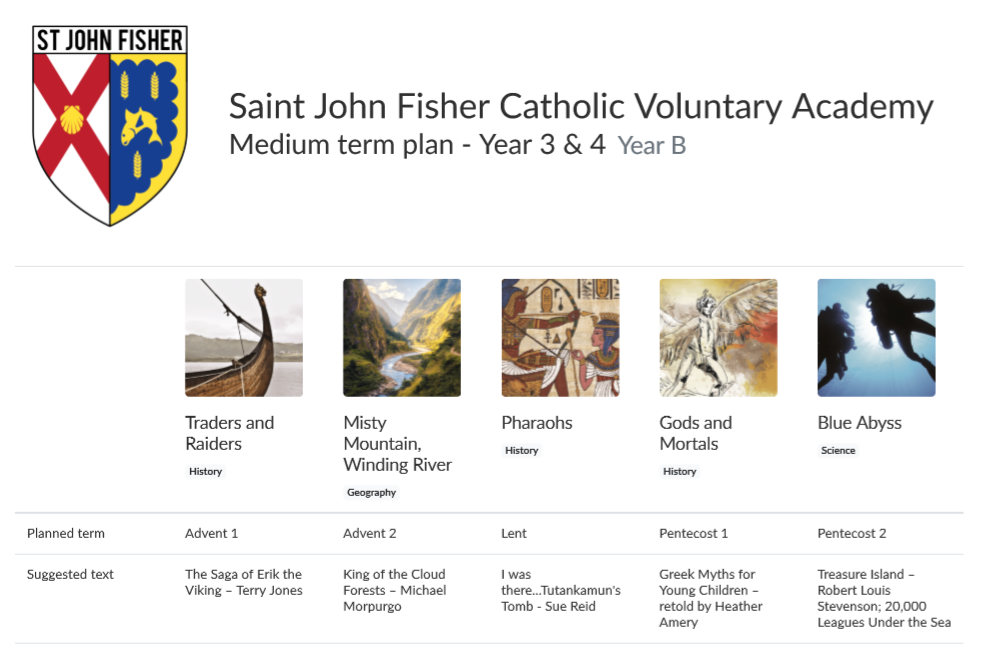 ST JOHN FISHER
Saint John Fisher Catholic Voluntary Academy
Medium term plan - Year 3 & 4 Year B
Traders and
Raiders
History
Misty
Mountain,
Winding River
Geography
Pharaohs
History
Gods and
Mortals
History
Blue Abyss
Science
Planned term
Advent 1
Advent 2
Lent
Pentecost 1
Pentecost 2
Suggested text
The Saga of Erik the
Viking – Terry Jones
King of the Cloud
Forests – Michael
Morpurgo
I was
there...Tutankamun's
Tomb - Sue Reid
Greek Myths for
Young Children –
retold by Heather
Amery
Treasure Island –
Robert Louis
Stevenson; 20,000
Leagues Under the Sea